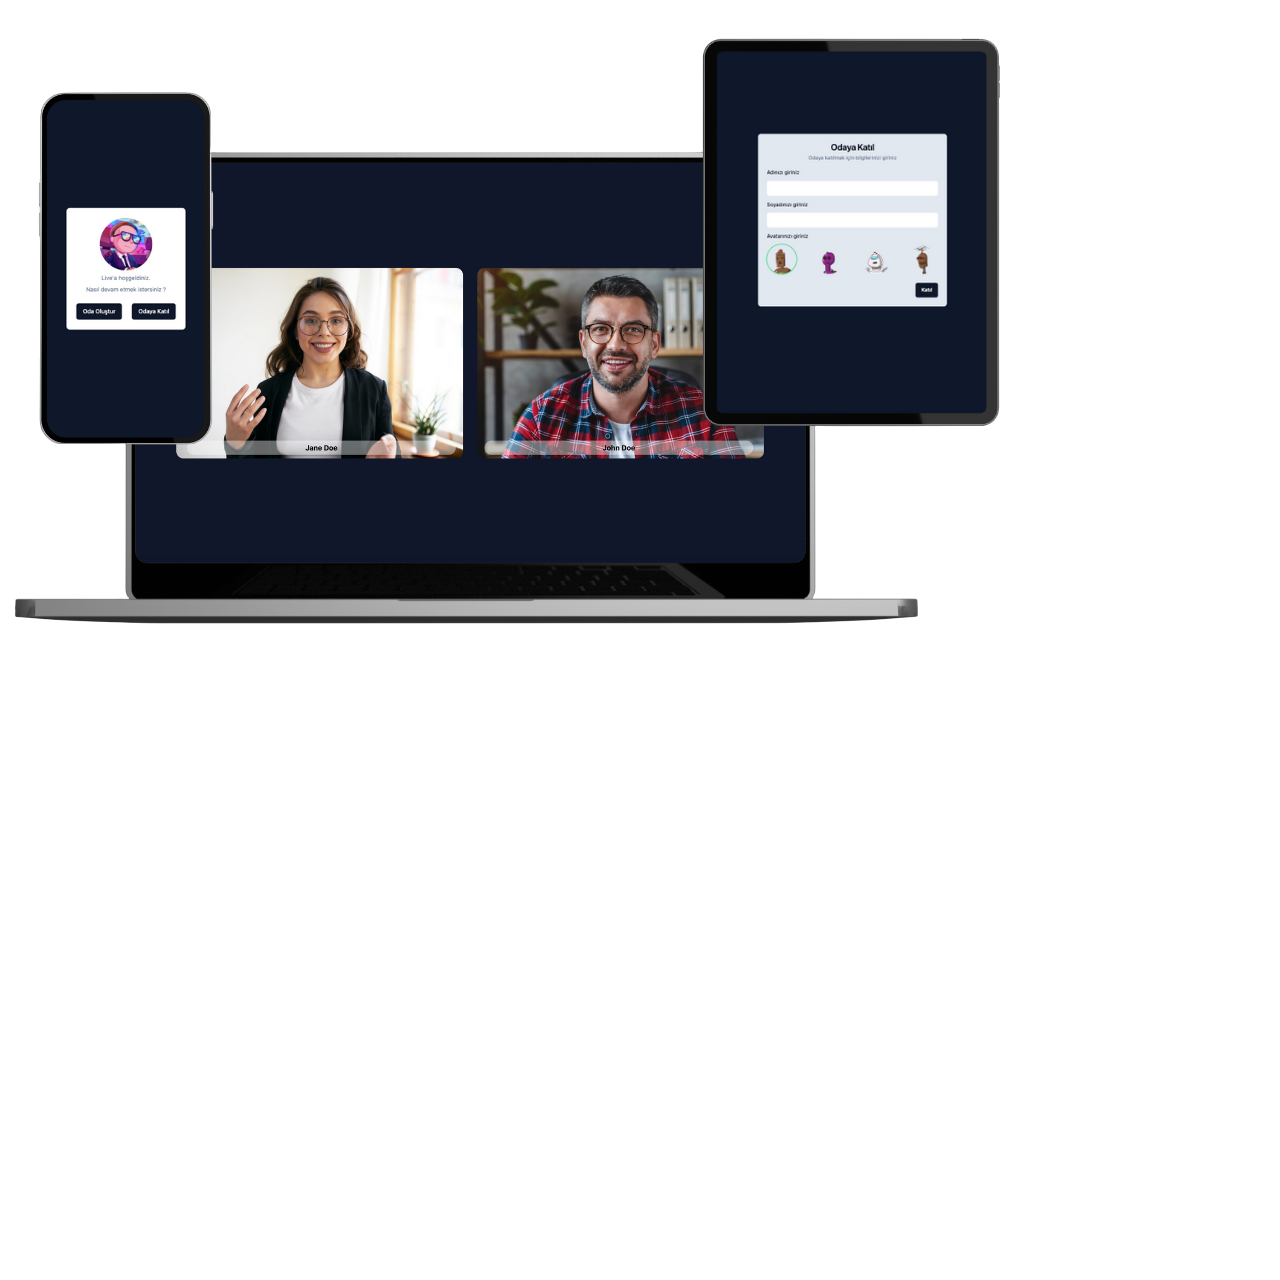 Live'a hoşgeldiniz.
Nasıl devam etmek istersiniz ?
Oda Oluştur
Odaya Katıl
Jane Doe
John Doe
Odaya Katıl
Odaya katılmak için bilgilerinizi giriniz
Adınızı giriniz
Soyadınızı giriniz
Avatarınızı giriniz
Katıl